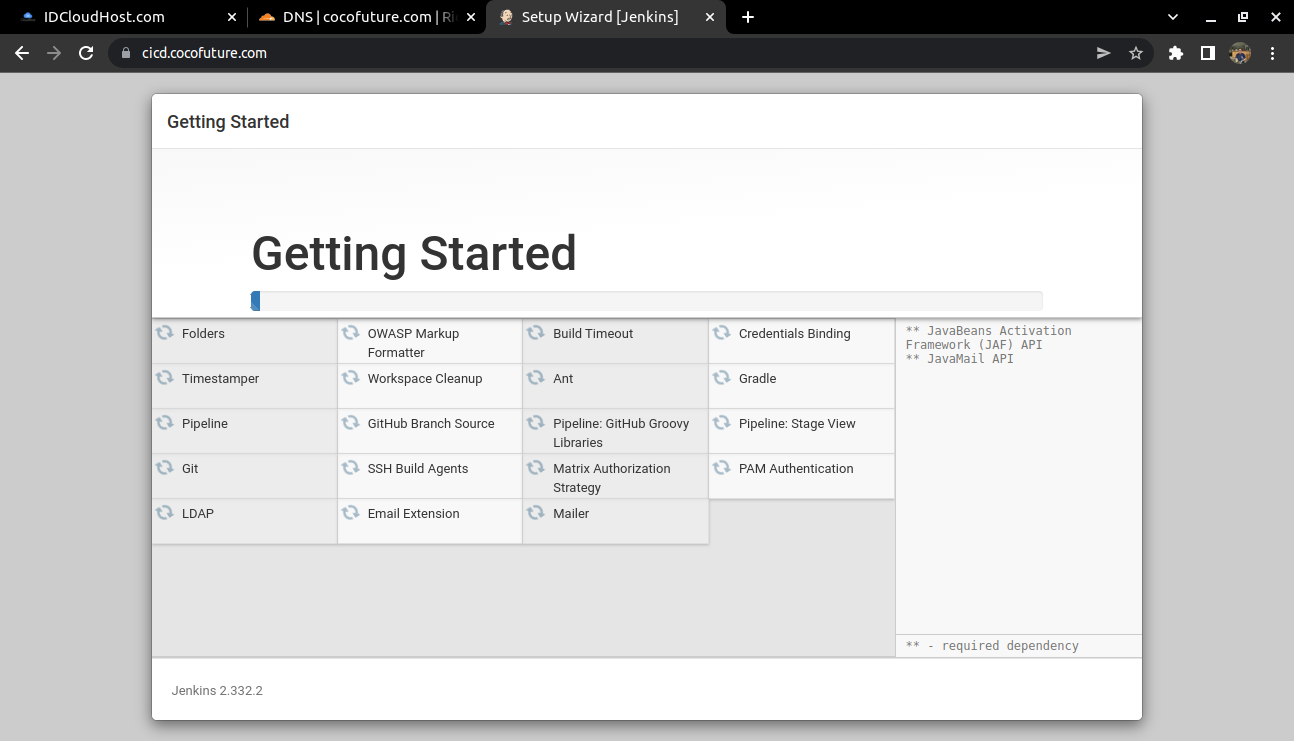 IDCloudHost.com
DNS | cocofuture.com |
Setup Wizard [Jenkins]
cicd.cocofuture.com
Getting Started
Getting Started
Folders
OWASP Markup
Formatter
Build Timeout
Credentials Binding
Timestamper
Workspace Cleanup
Ant
Gradle
Pipeline
GitHub Branch Source
Pipeline: GitHub Groovy
Libraries
Pipeline: Stage View
Git
SSH Build Agents
Matrix Authorization
Strategy
PAM Authentication
LDAP
Email Extension
Mailer
** JavaBeans Activation
Framework (JAF) API
** JavaMail API
** - required dependency
Jenkins 2.332.2